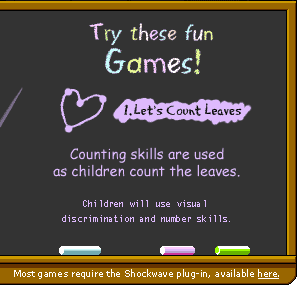 Try these fun
Games!
1. Let's Count Leaves
Counting skills are used
as children count the leaves.
Children will use visual
discrimination and number skills.
Most games require the Shockwave plug-in, available here.